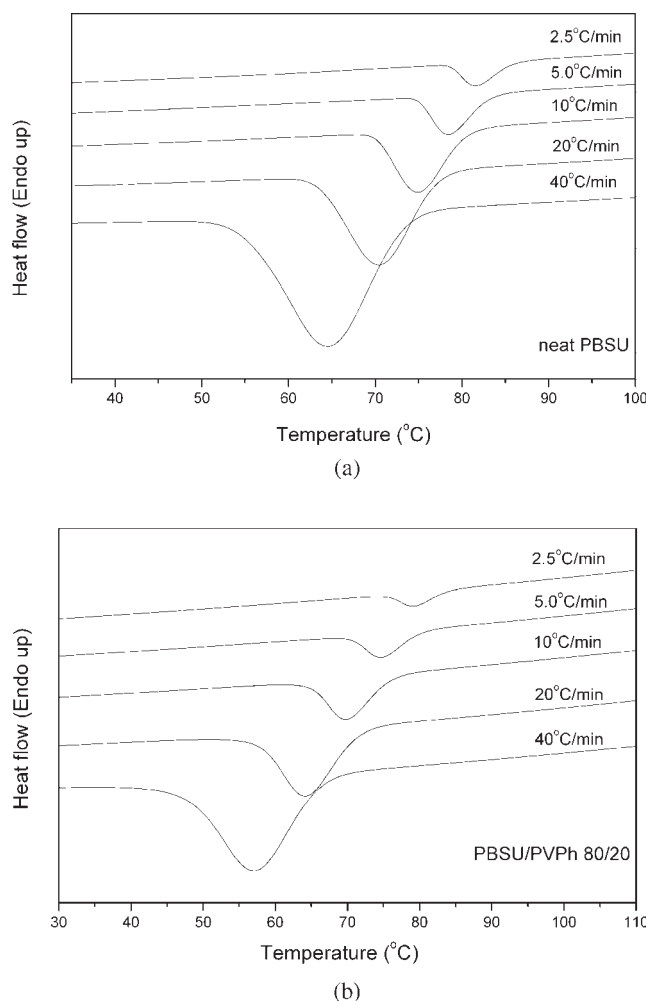 2.5°C/min
5.0°C/min
10°C/min
20°C/min
40°C/min
Heat flow (Endo up)
neat PBSU
40 50 60 70 80 90 100
Temperature (°C)
(a)
2.5°C/min
5.0°C/min
10°C/min
20°C/min
40°C/min
Heat flow (Endo up)
PBSU/PVPh 80/20
30 40 50 60 70 80 90 100 110
Temperature (°C)
(b)